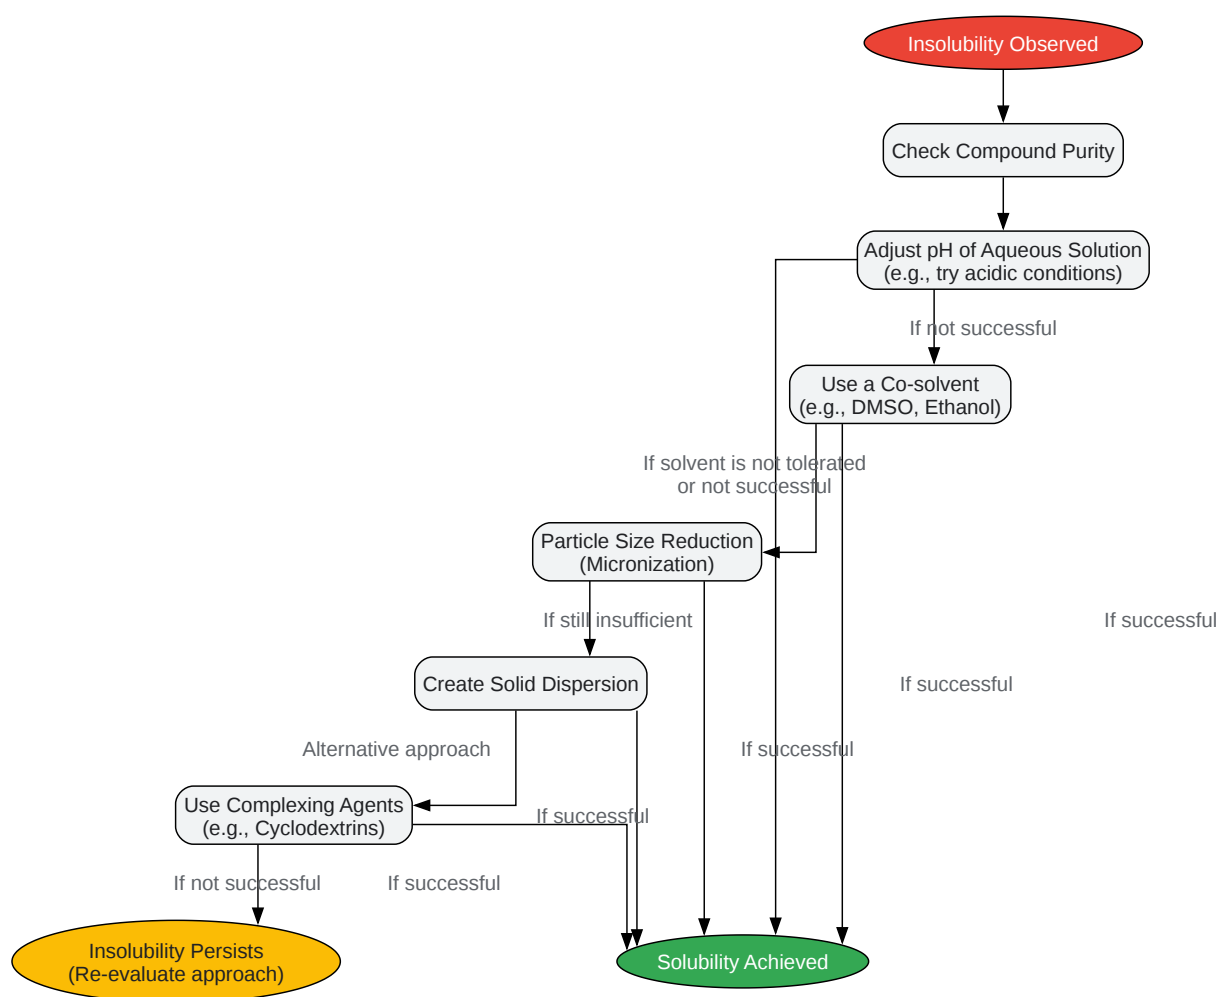 Insolubility Observed
Check Compound Purity
Adjust pH of Aqueous Solution
(e.g., try acidic conditions)
If not successful
Use a Co-solvent
(e.g., DMSO, Ethanol)
If solvent is not tolerated
or not successful
Particle Size Reduction
(Micronization)
If still insufficient
If successful
Create Solid Dispersion
If successful
Alternative approach
If successful
Use Complexing Agents
(e.g., Cyclodextrins)
If successful
If not successful
If successful
Insolubility Persists
(Re-evaluate approach)
Solubility Achieved